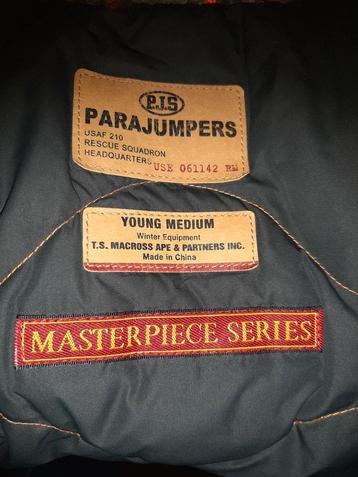 P.J.S
PARAJUMPERS
USAF 210
RESCUE SQUADRON
HEADQUARTERS
USE 061142 RM
YOUNG MEDIUM
Winter Equipment
T.S. MACROSS APE & PARTNERS INC.
Made in China
MASTERPIECE SERIES